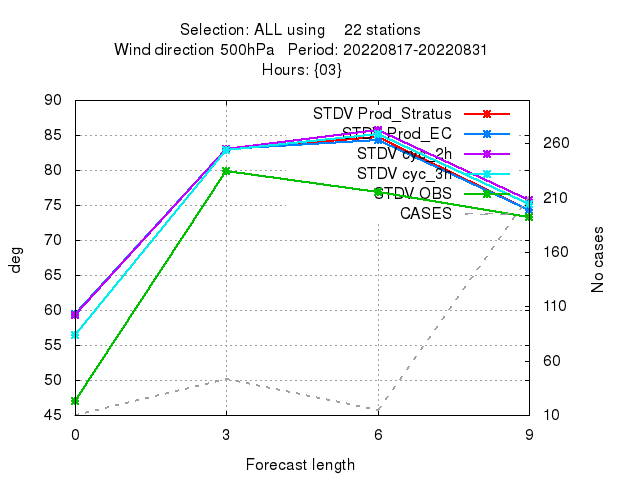 Selection: ALL using 22 stations
Wind direction 500hPa Period: 20220817-20220831
Hours: {03}
90
85
80
75
70
65
60
55
50
45
deg
STDV Prod_Stratus
STDV Prod_EC
STDV cyc_2h
STDV cyc_3h
STDV OBS
CASES
260
210
160
110
60
10
No cases
0 3 6 9
Forecast length